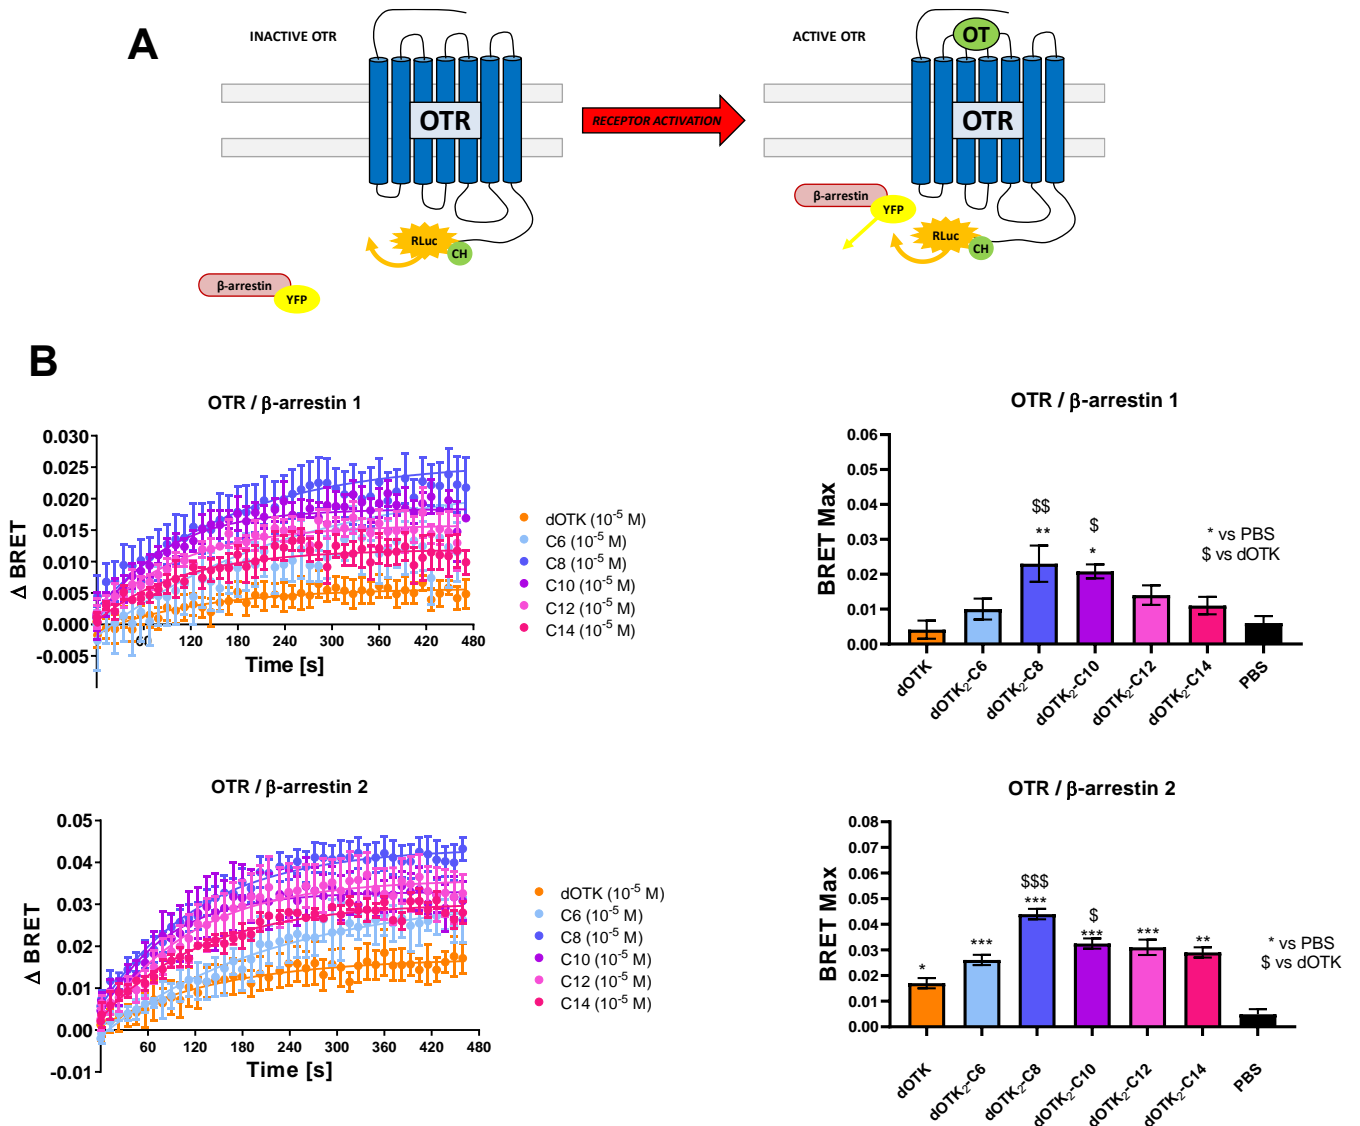 A
INACTIVE OTR
ACTIVE OTR
OT
OTR
RECEPTOR ACTIVATION
OTR
β-arrestin
YFP
RLuc
CH
β-arrestin
YFP
RLuc
CH
B
OTR / β-arrestin 1
Δ BRET
0.030
0.025
0.020
0.015
0.010
0.005
0.000
-0.005
60
120
180
240
300
360
420
480
Time [s]
dOTK (10⁻⁵ M)
C6 (10⁻⁵ M)
C8 (10⁻⁵ M)
C10 (10⁻⁵ M)
C12 (10⁻⁵ M)
C14 (10⁻⁵ M)
OTR / β-arrestin 1
BRET Max
0.06
0.05
0.04
0.03
0.02
0.01
0.00
$$
**
$
*
* vs PBS
$ vs dOTK
dOTK
dOTK₂-C6
dOTK₂-C8
dOTK₂-C10
dOTK₂-C12
dOTK₂-C14
PBS
OTR / β-arrestin 2
Δ BRET
0.05
0.04
0.03
0.02
0.01
0.00
-0.01
60
120
180
240
300
360
420
480
Time [s]
dOTK (10⁻⁵ M)
C6 (10⁻⁵ M)
C8 (10⁻⁵ M)
C10 (10⁻⁵ M)
C12 (10⁻⁵ M)
C14 (10⁻⁵ M)
OTR / β-arrestin 2
BRET Max
0.08
0.07
0.06
0.05
0.04
0.03
0.02
0.01
0.00
*
***
$$$
***
$
***
***
**
* vs PBS
$ vs dOTK
dOTK
dOTK₂-C6
dOTK₂-C8
dOTK₂-C10
dOTK₂-C12
dOTK₂-C14
PBS